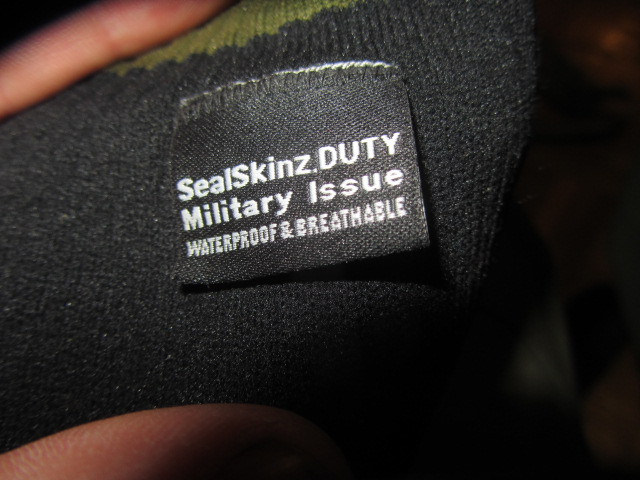 SealSkinz DUTY
Military Issue
WATERPROOF & BREATHABLE